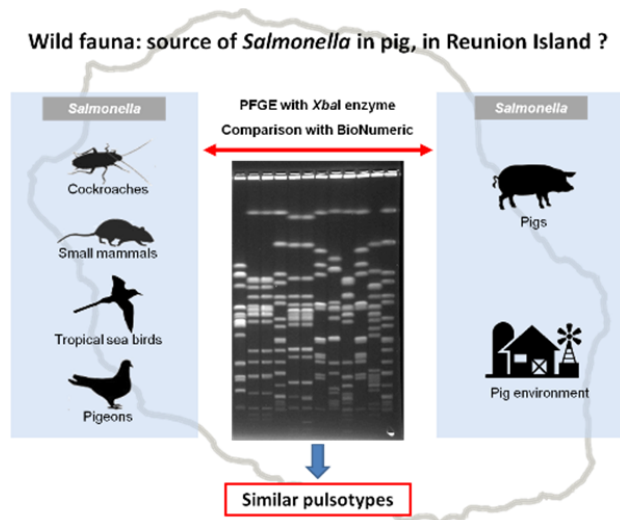 Wild fauna: source of Salmonella in pig, in Reunion Island ?
Salmonella
Cockroaches
Small mammals
Tropical sea birds
Pigeons
PFGE with XbaI enzyme
Comparison with BioNumeric
Similar pulsotypes
Salmonella
Pigs
Pig environment